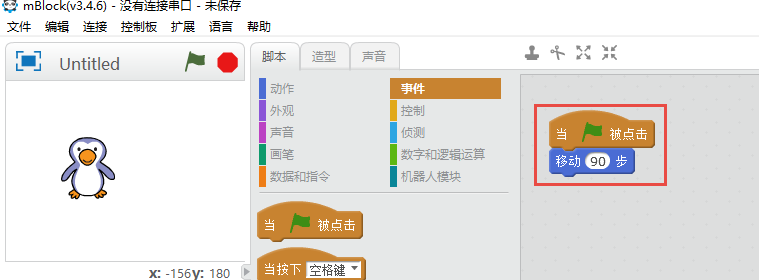 mBlock(v3.4.6) - 没有连接串口 - 未保存
文件 编辑 连接 控制板 扩展 语言 帮助
Untitled
脚本 造型 声音
动作 事件
外观 控制
声音 侦测
画笔 数字和逻辑运算
数据和指令 机器人模块
当 被点击
当按下 空格键
当 被点击
移动 90 步
x: -156 y: 180